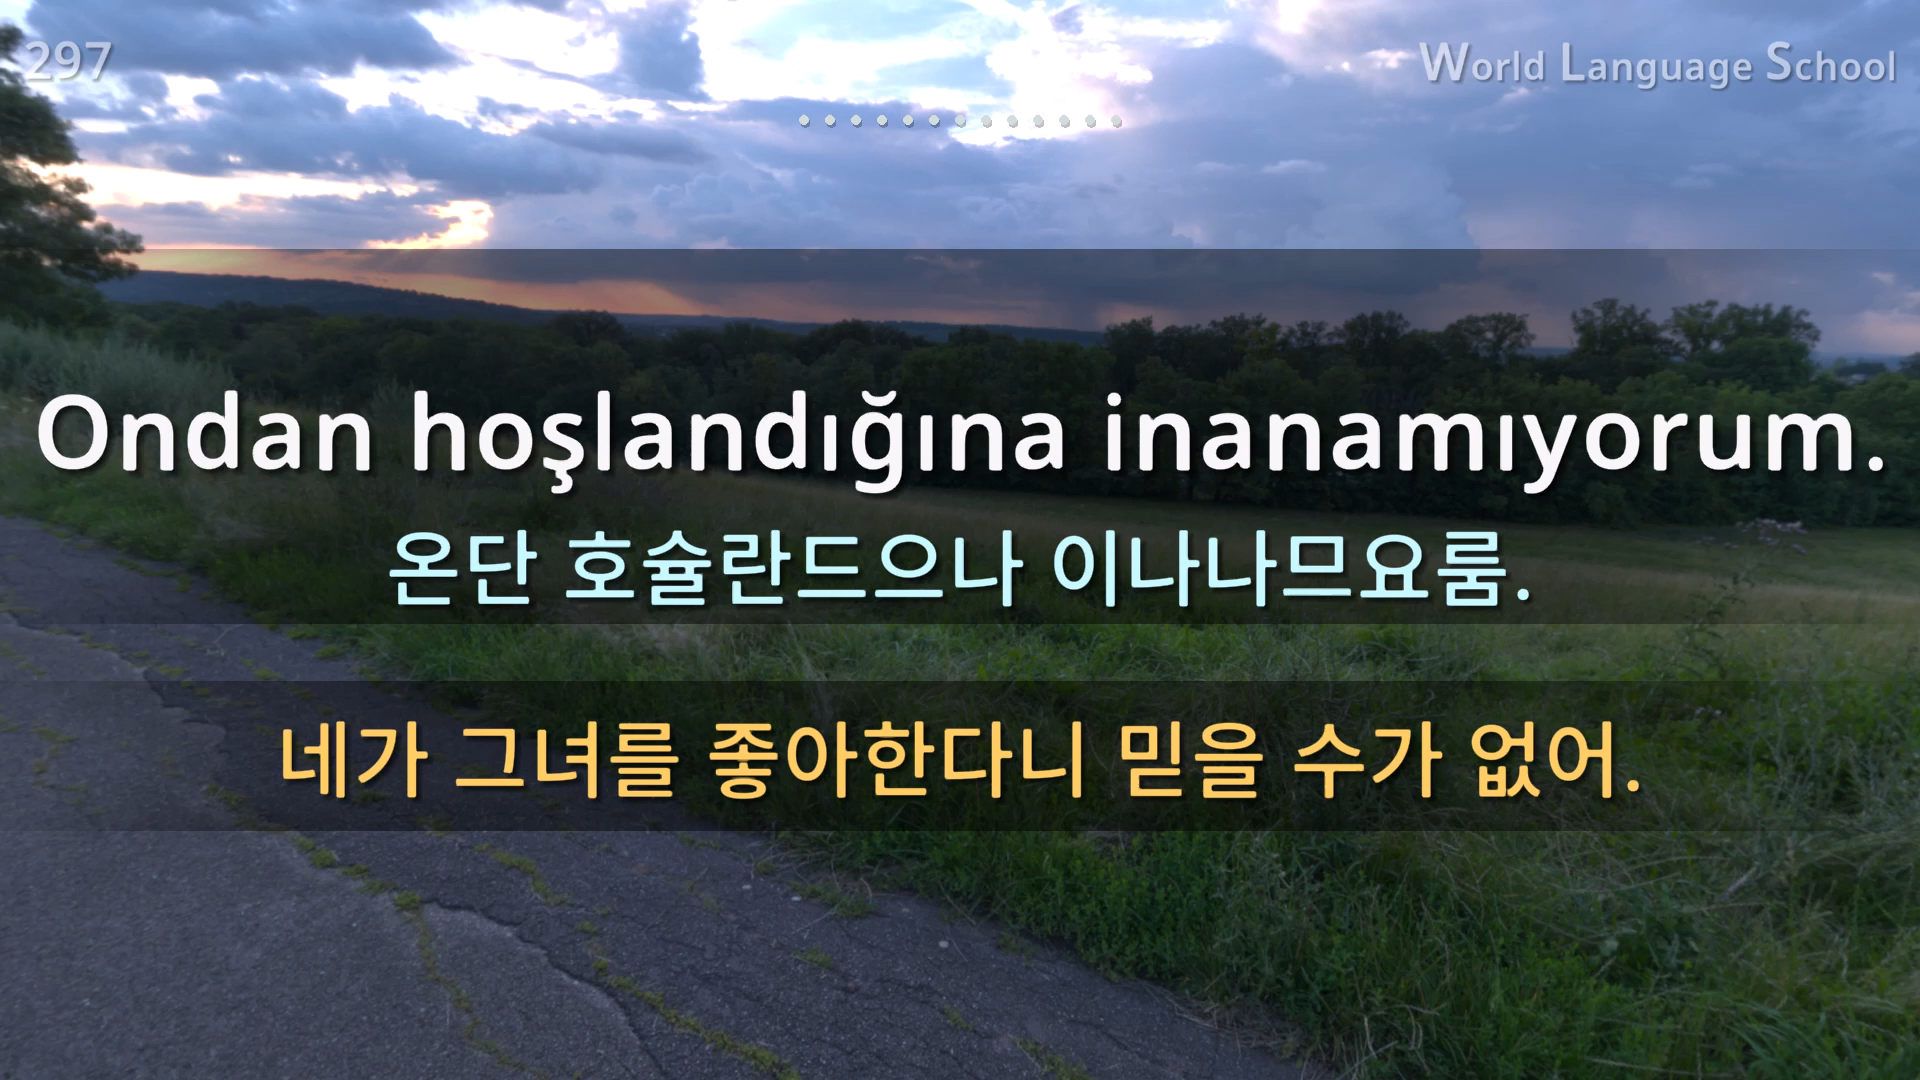 297
World Language School
Ondan hoşlandığına inanamıyorum.
온단 호슐란드으나 이나나므요룸.
네가 그녀를 좋아한다니 믿을 수가 없어.